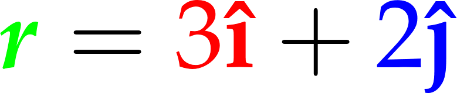 r = 3î + 2ĵ